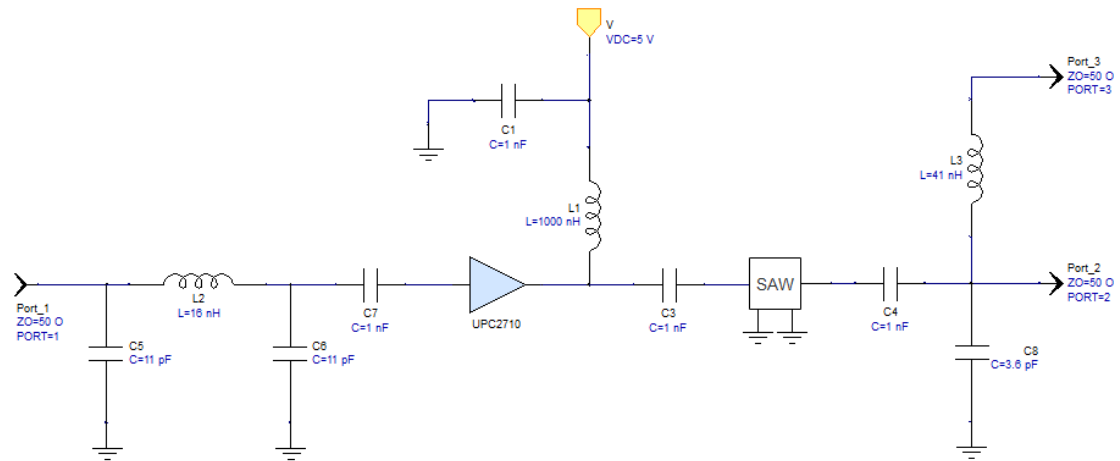 V
VDC=5 V
Port_3
ZO=50 O
PORT=3
C1
C=1 nF
L3
L=41 nH
L1
L=1000 nH
Port_1
ZO=50 O
PORT=1
L2
L=16 nH
C7
C=1 nF
UPC2710
C3
C=1 nF
SAW
C4
C=1 nF
Port_2
ZO=50 O
PORT=2
C5
C=11 pF
C6
C=11 pF
C8
C=3.6 pF